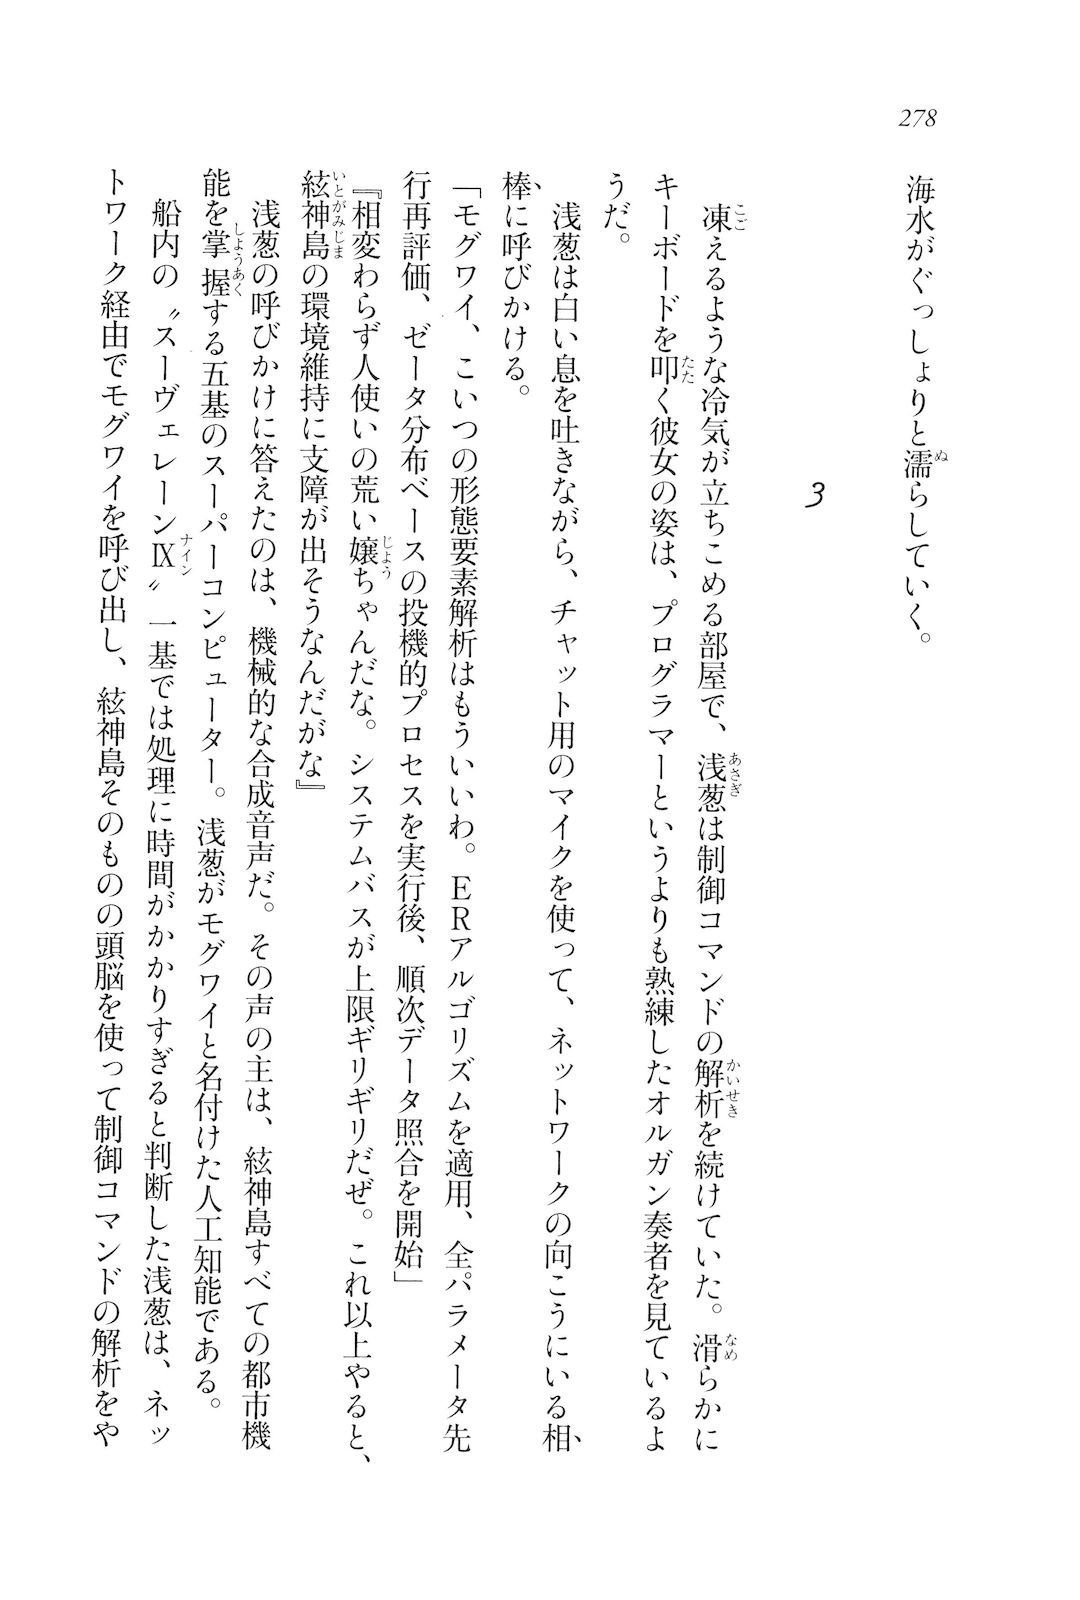 278
海水がぐっしょりと濡らしていく。
3
凍えるような冷気が立ちこめる部屋で、浅葱は制御コマンドの解析を続けていた。滑らかに
キーボードを叩く彼女の姿は、プログラマーというよりも熟練したオルガン奏者を見ているよ
うだ。
浅葱は白い息を吐きながら、チャット用のマイクを使って、ネットワークの向こうにいる相
棒に呼びかける。
「モグワイ、こいつの形態要素解析はもういいわ。ERアルゴリズムを適用、全パラメータ先
行再評価、ゼータ分布ベースの投機的プロセスを実行後、順次データ照合を開始」
『相変わらず人使いの荒い嬢ちゃんだな。システムバスが上限ギリギリだぜ。これ以上やると、
絃神島の環境維持に支障が出そうなんだがな』
浅葱の呼びかけに答えたのは、機械的な合成音声だ。その声の主は、絃神島すべての都市機
能を掌握する五基のスーパーコンピューター。浅葱がモグワイと名付けた人工知能である。
船内の〝スーヴェレーンⅨ〟一基では処理に時間がかかりすぎると判断した浅葱は、ネッ
トワーク経由でモグワイを呼び出し、絃神島そのものの頭脳を使って制御コマンドの解析をや